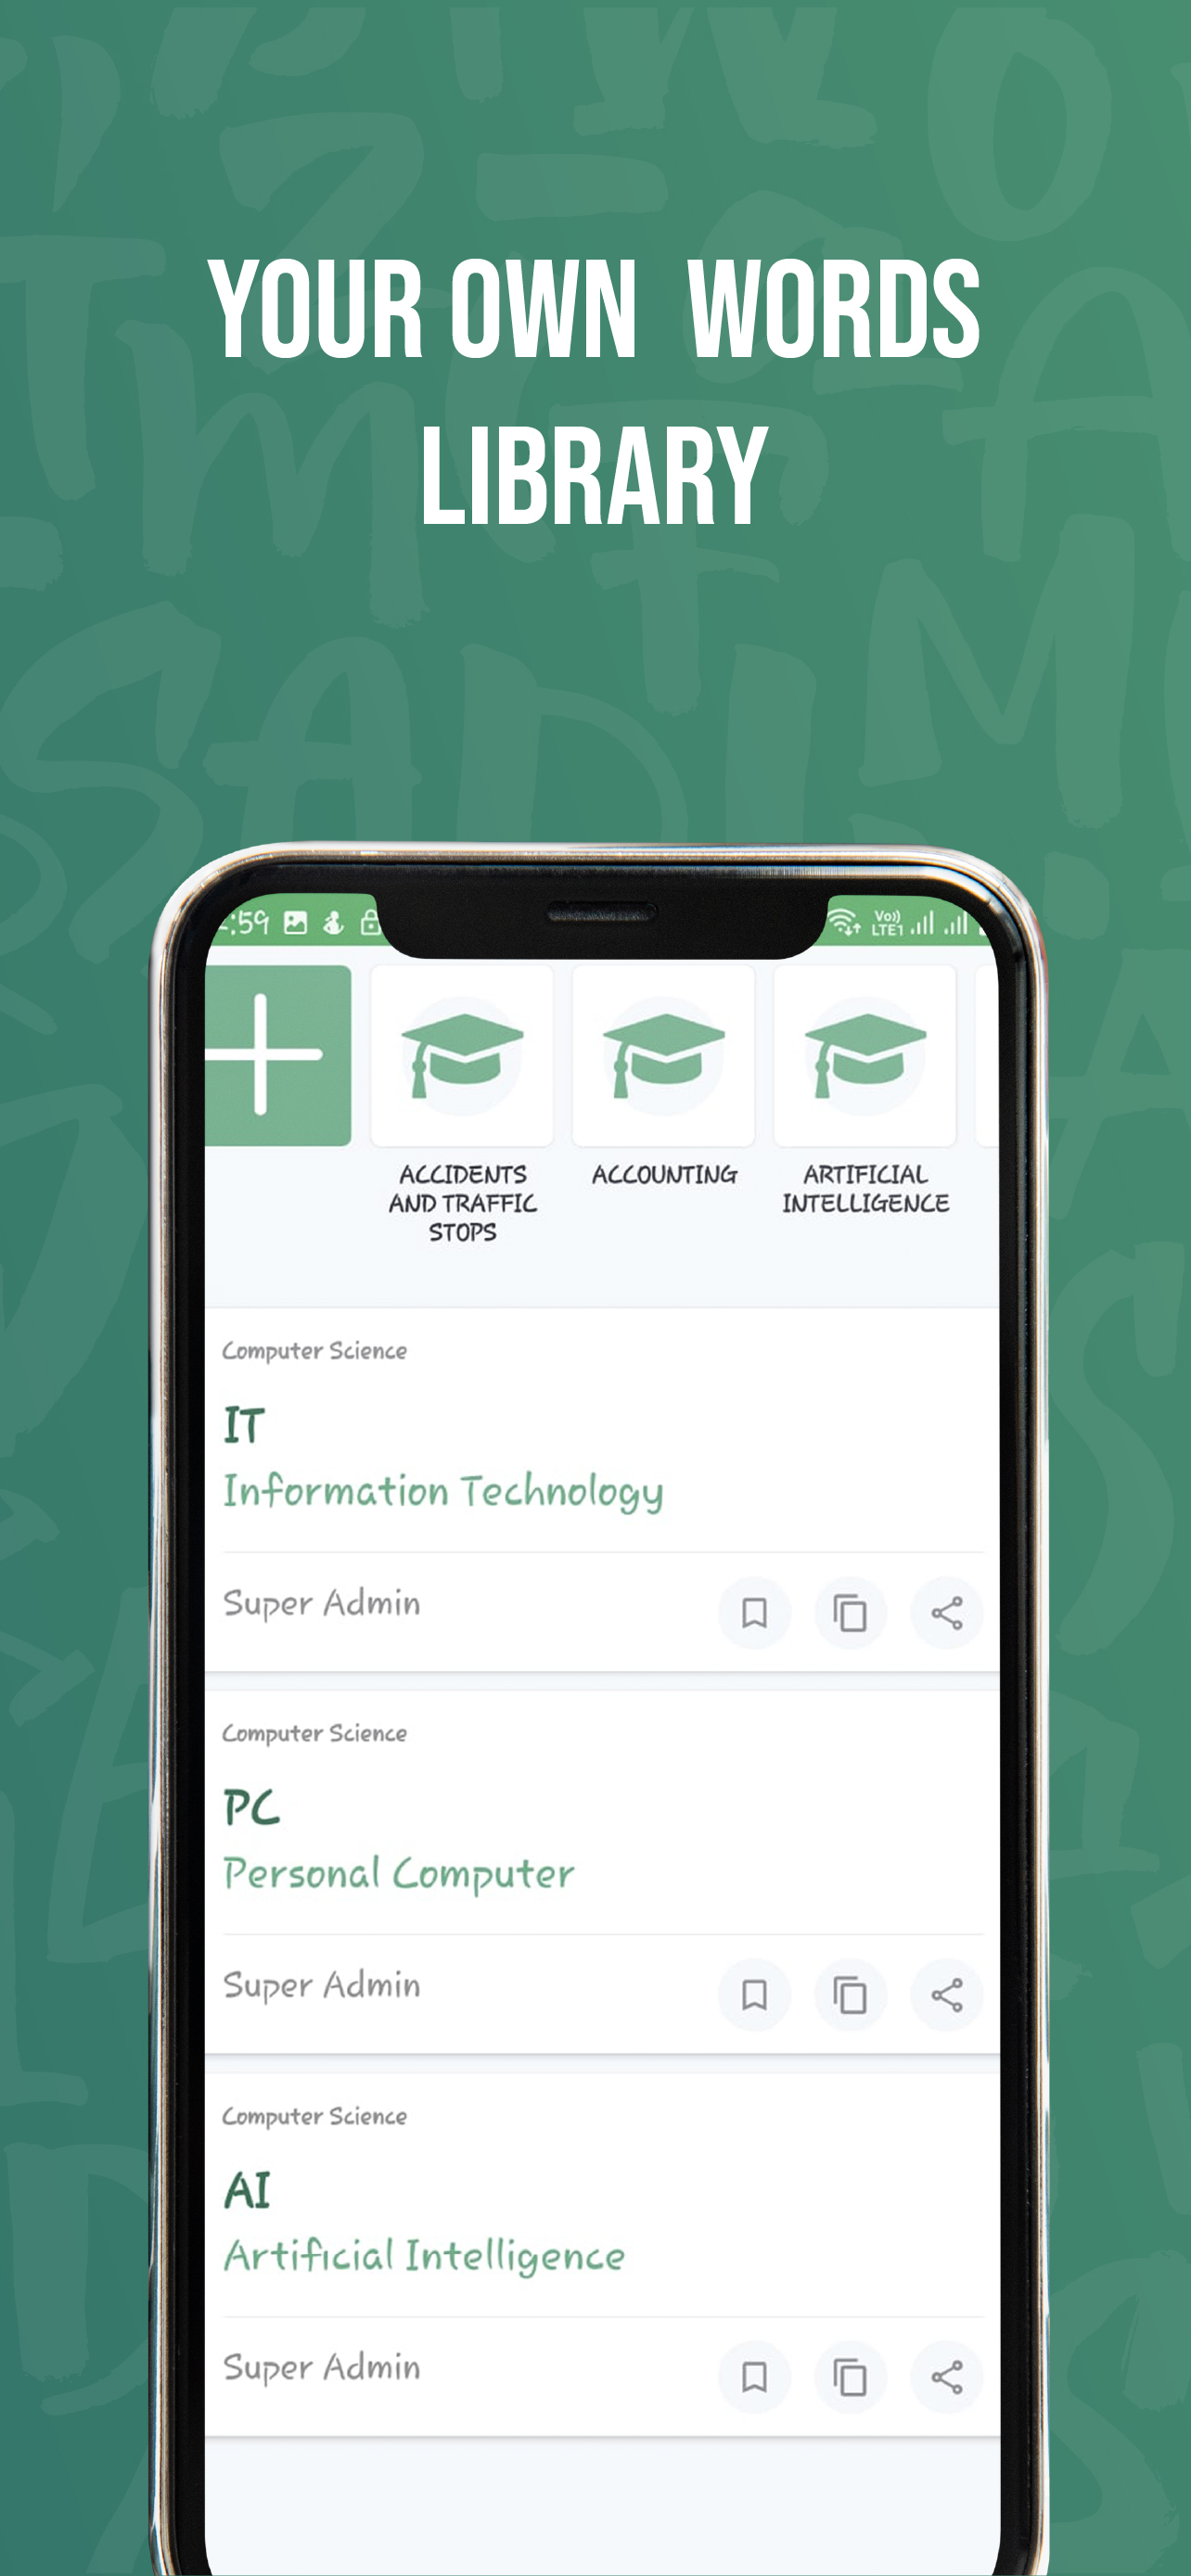 YOUR OWN  WORDS
LIBRARY
:59
Vo))
LTE1
ACCIDENTS
AND TRAFFIC
STOPS
ACCOUNTING
ARTIFICIAL
INTELLIGENCE
Computer Science
IT
Information Technology
Super Admin
Computer Science
PC
Personal Computer
Super Admin
Computer Science
AI
Artificial Intelligence
Super Admin